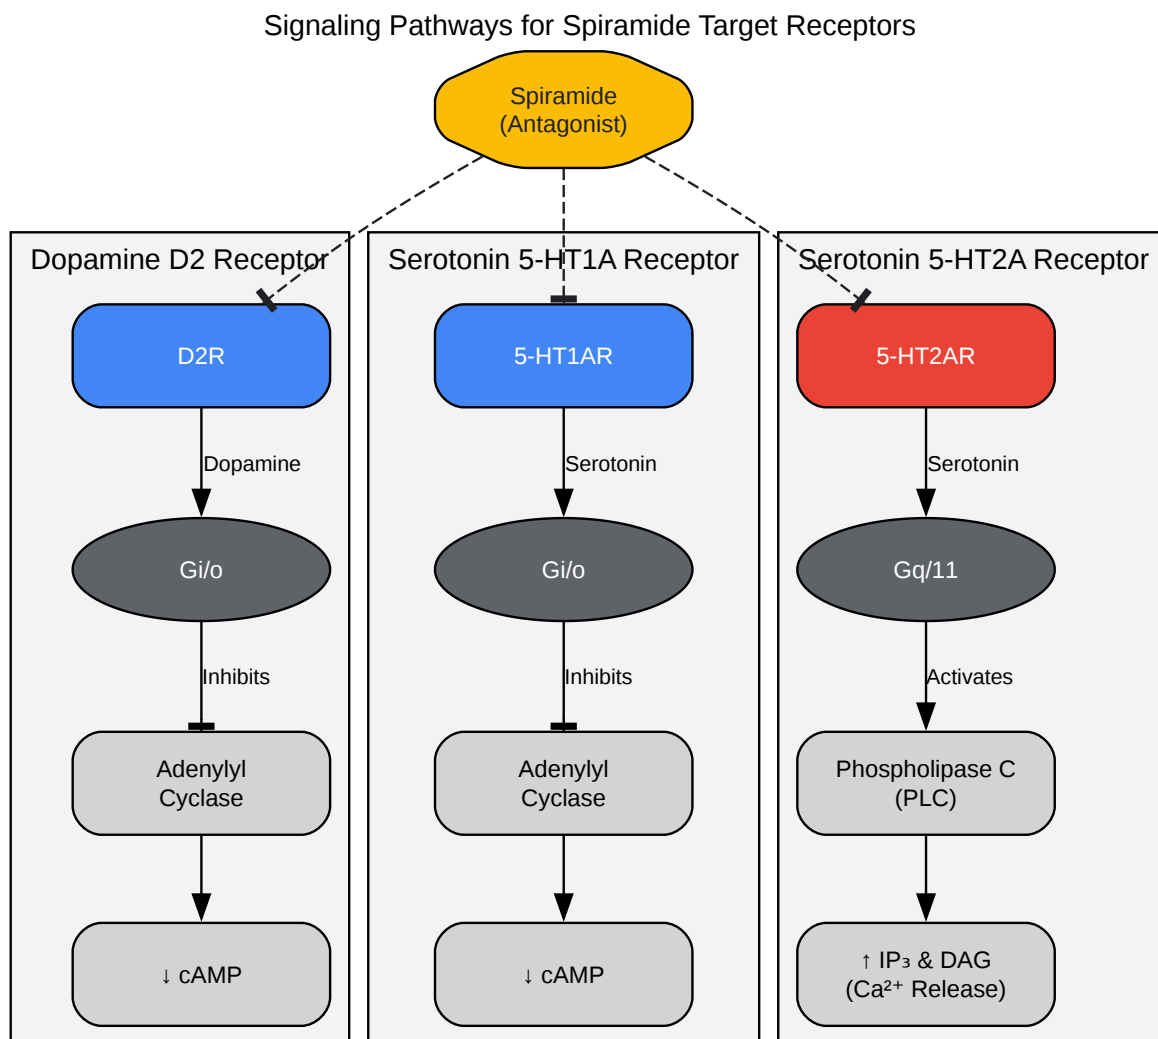 Signaling Pathways for Spiramide Target Receptors
Spiramide
(Antagonist)
Dopamine D2 Receptor
Serotonin 5-HT1A Receptor
Serotonin 5-HT2A Receptor
D2R
5-HT1AR
5-HT2AR
Dopamine
Serotonin
Serotonin
Gi/o
Gi/o
Gq/11
Inhibits
Inhibits
Activates
Adenylyl
Cyclase
Adenylyl
Cyclase
Phospholipase C
(PLC)
↓ cAMP
↓ cAMP
↑ IP₃ & DAG
(Ca²⁺ Release)